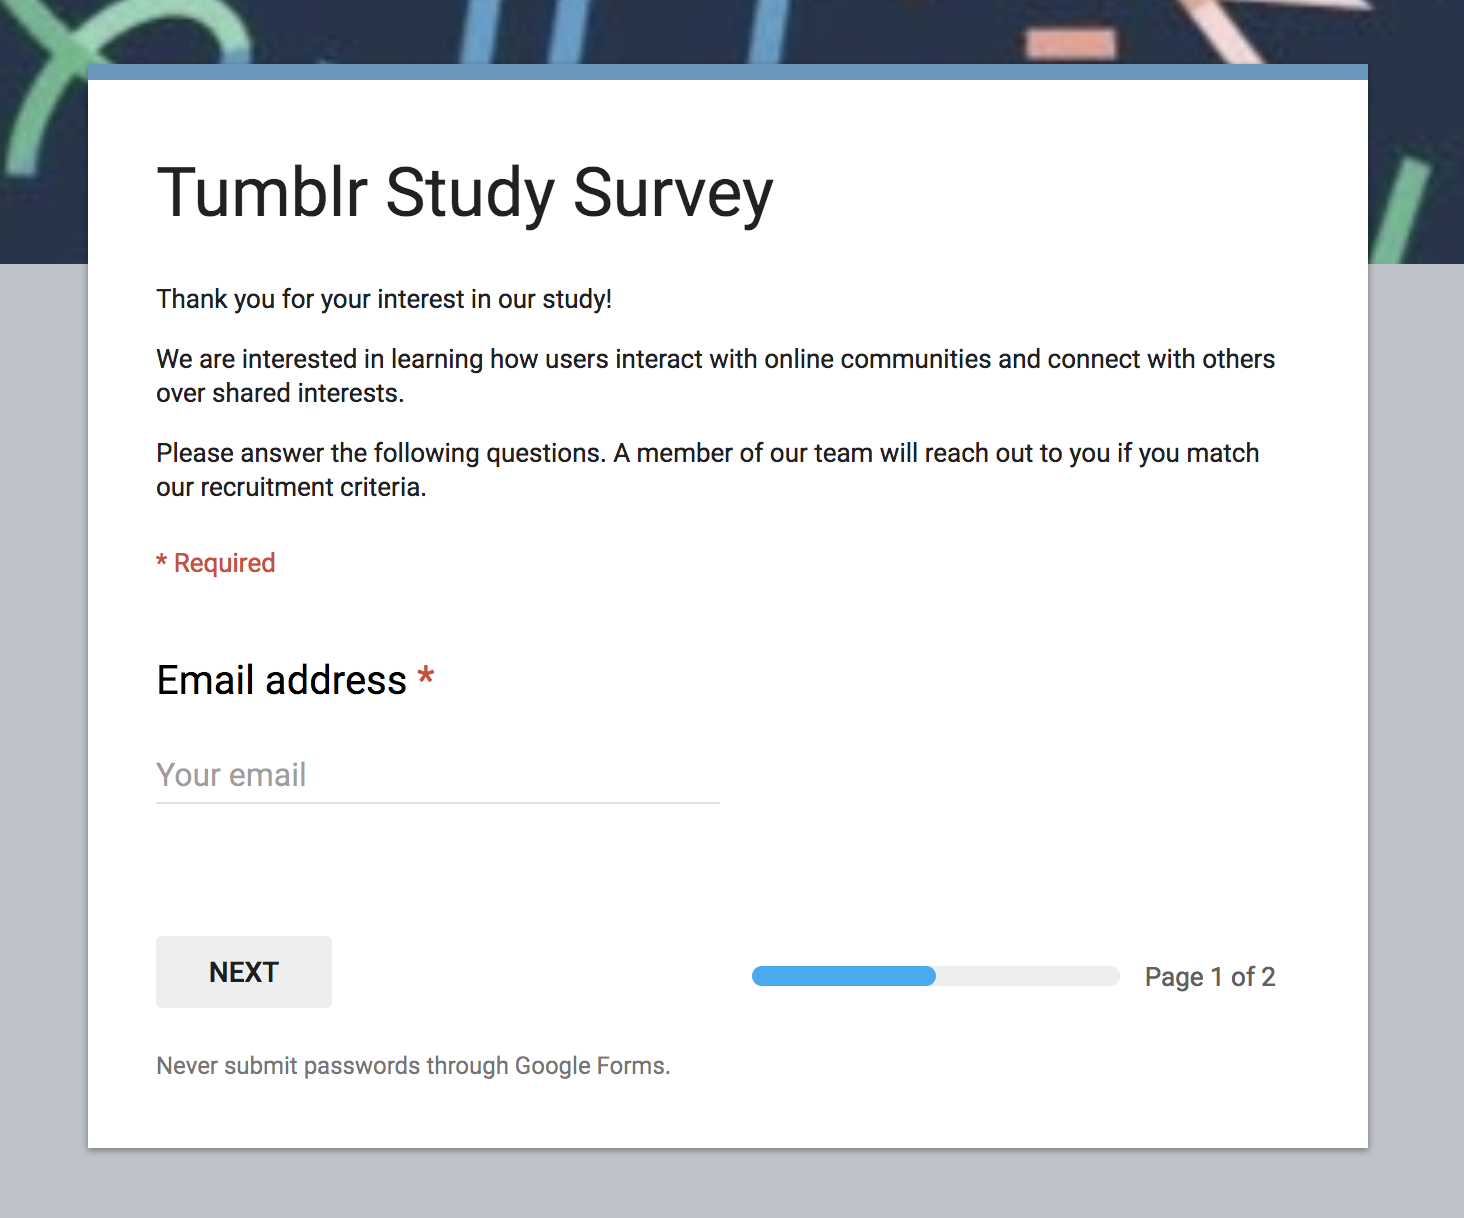 Tumblr Study Survey
Thank you for your interest in our study!
We are interested in learning how users interact with online communities and connect with others
over shared interests.
Please answer the following questions. A member of our team will reach out to you if you match
our recruitment criteria.
* Required
Email address *
Your email
NEXT
Page 1 of 2
Never submit passwords through Google Forms.